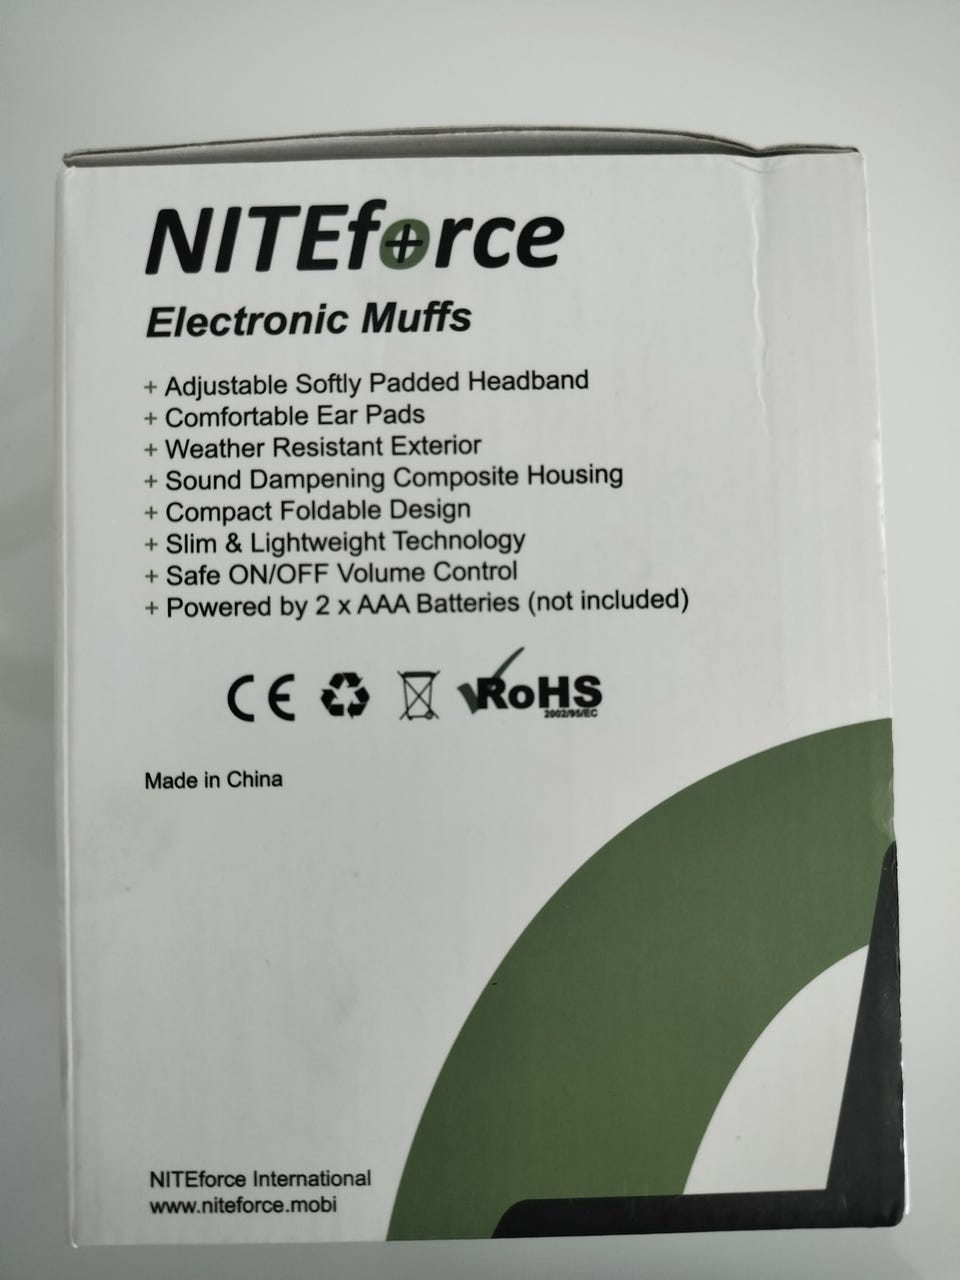 NITEforce
Electronic Muffs
+ Adjustable Softly Padded Headband
+ Comfortable Ear Pads
+ Weather Resistant Exterior
+ Sound Dampening Composite Housing
+ Compact Foldable Design
+ Slim & Lightweight Technology
+ Safe ON/OFF Volume Control
+ Powered by 2 x AAA Batteries (not included)
CE RoHS
2002/95/EC
Made in China
NITEforce International
www.niteforce.mobi